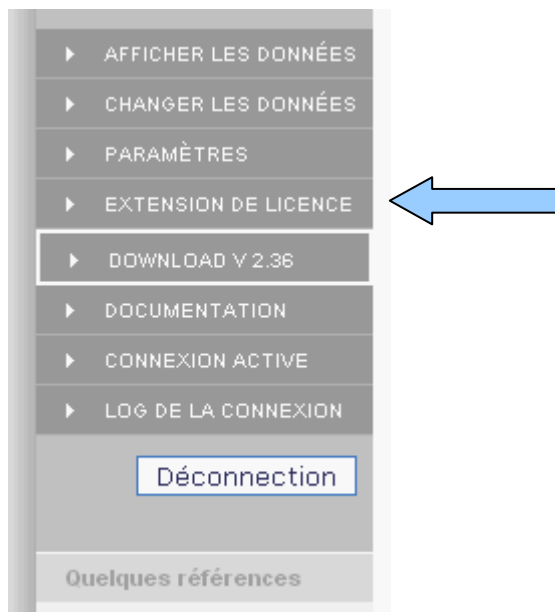 AFFICHER LES DONNÉES
CHANGER LES DONNÉES
PARAMÈTRES
EXTENSION DE LICENCE
DOWNLOAD V 2.36
DOCUMENTATION
CONNEXION ACTIVE
LOG DE LA CONNEXION
Déconnection
Quelques références